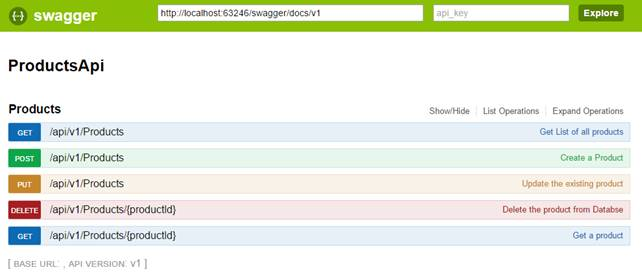 {···} swagger http://localhost:63246/swagger/docs/v1 api_key Explore
ProductsApi
Products Show/Hide List Operations Expand Operations
GET /api/v1/Products Get List of all products
POST /api/v1/Products Create a Product
PUT /api/v1/Products Update the existing product
DELETE /api/v1/Products/{productId} Delete the product from Databse
GET /api/v1/Products/{productId} Get a product
[ BASE URL: , API VERSION: V1 ]